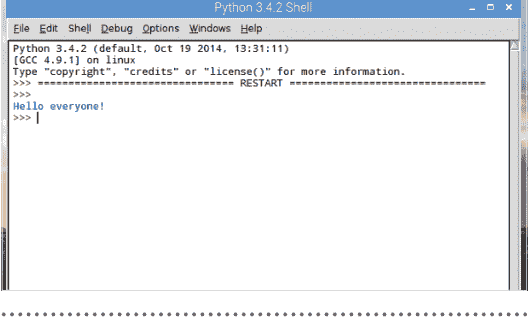 Python 3.4.2 Shell
File Edit Shell Debug Options Windows Help
Python 3.4.2 (default, Oct 19 2014, 13:31:11)
[GCC 4.9.1] on linux
Type "copyright", "credits" or "license()" for more information.
>>> ================================ RESTART ================================
>>>
Hello everyone!
>>>